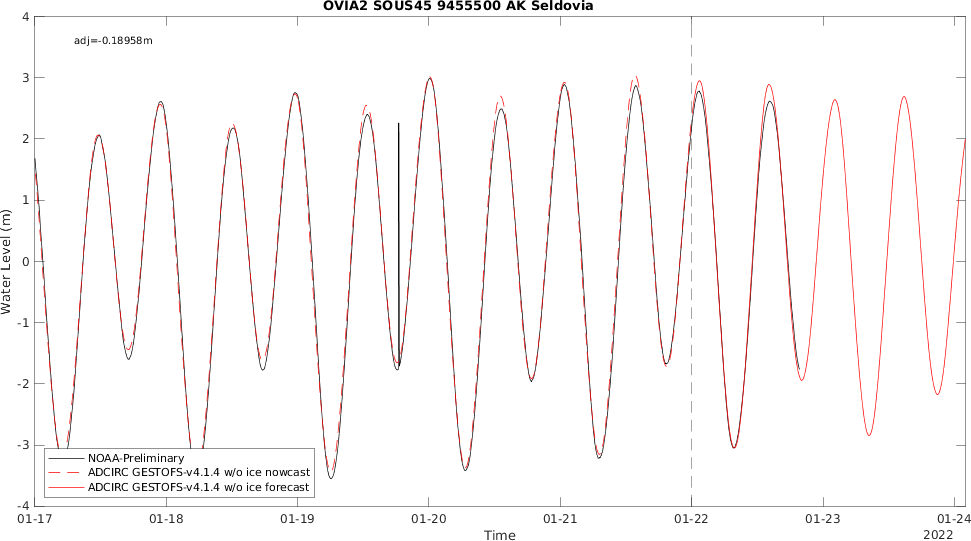 OVIA2 SOUS45 9455500 AK Seldovia
adj=-0.18958m
4
3
2
1
0
-1
-2
-3
-4
Water Level (m)
NOAA-Preliminary
ADCIRC GESTOFS-v4.1.4 w/o ice nowcast
ADCIRC GESTOFS-v4.1.4 w/o ice forecast
01-17 01-18 01-19 01-20 01-21 01-22 01-23 01-24
Time
2022